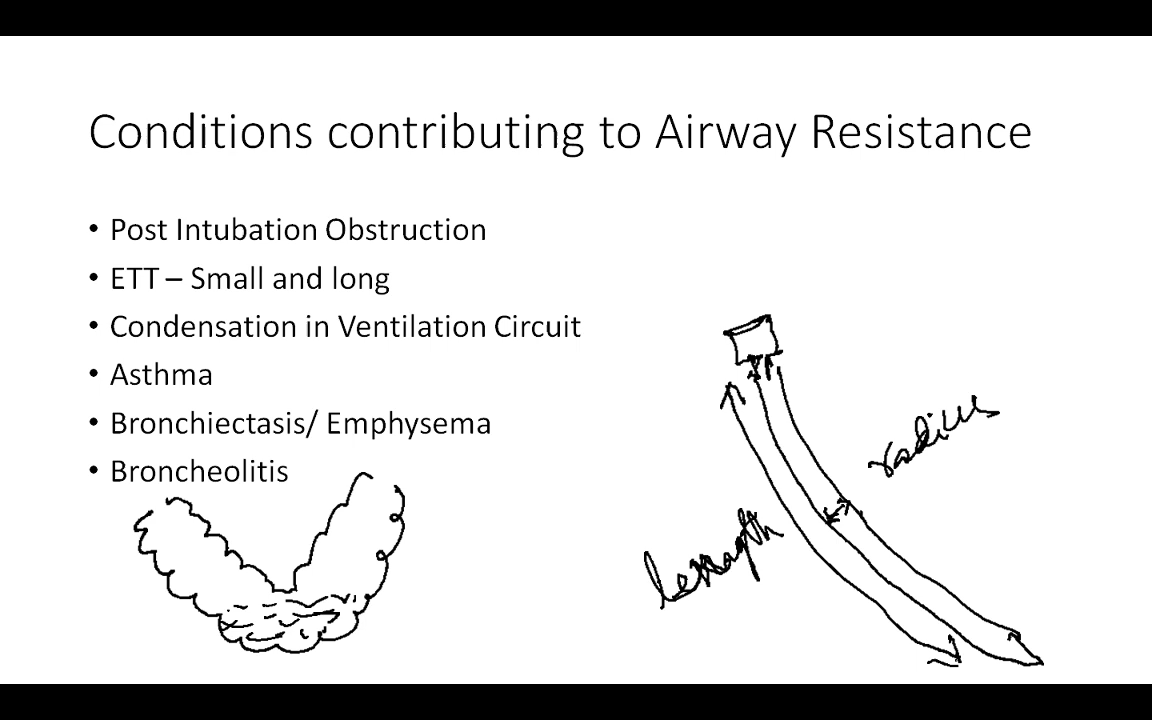 Conditions contributing to Airway Resistance
• Post Intubation Obstruction
• ETT – Small and long
• Condensation in Ventilation Circuit
• Asthma
• Bronchiectasis/ Emphysema
• Broncheolitis
radius
length